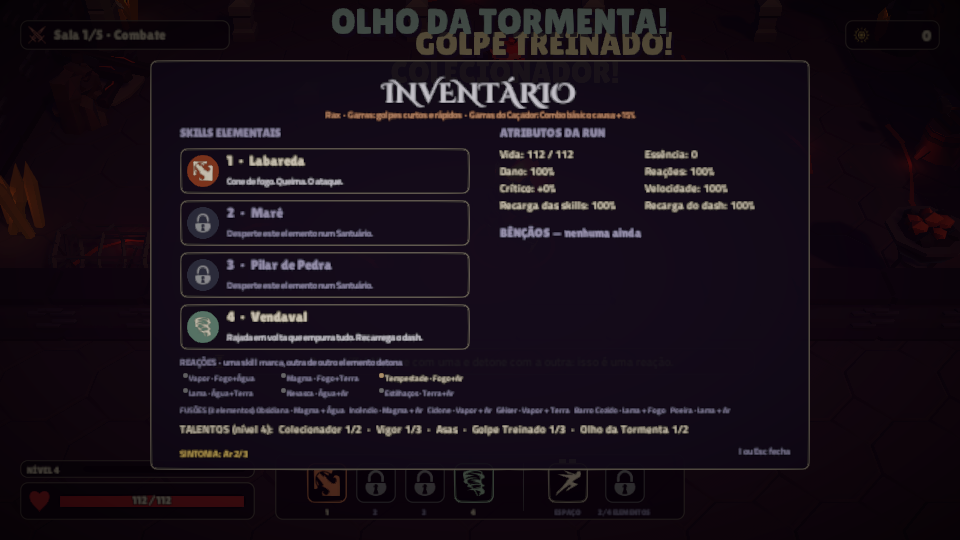 OLHO DA TORMENTA!
Sala 1/5 · Combate
0
GOLPE TREINADO!
COLECIONADOR!
INVENTÁRIO
Rax · Garras: golpes curtos e rápidos · Garras do Caçador: Combo básico causa +15%
SKILLS ELEMENTAIS
1 · Labareda
Cone de fogo. Queima. O ataque.
2 · Maré
Desperte este elemento num Santuário.
3 · Pilar de Pedra
Desperte este elemento num Santuário.
4 · Vendaval
Rajada em volta que empurra tudo. Recarrega o dash.
ATRIBUTOS DA RUN
Vida: 112 / 112
Essência: 0
Dano: 100%
Reações: 100%
Crítico: +0%
Velocidade: 100%
Recarga das skills: 100%
Recarga do dash: 100%
BÊNÇÃOS — nenhuma ainda
REAÇÕES · uma skill marca, outra de outro elemento detona
Vapor · Fogo+Água
Magma · Fogo+Terra
Tempestade · Fogo+Ar
Lama · Água+Terra
Nevasca · Água+Ar
Estilhaços · Terra+Ar
FUSÕES (3 elementos) Obsidiana · Magma + Água Incêndio · Magma + Ar Ciclone · Vapor + Ar Gêiser · Vapor + Terra Barro Cozido · Lama + Fogo Poeira · Lama + Ar
TALENTOS (nível 4): Colecionador 1/2 · Vigor 1/3 · Asas · Golpe Treinado 1/3 · Olho da Tormenta 1/2
SINTONIA: Ar 2/3
I ou Esc fecha
NÍVEL 4
112 / 112
1
2
3
4
ESPAÇO
2/4 ELEMENTOS